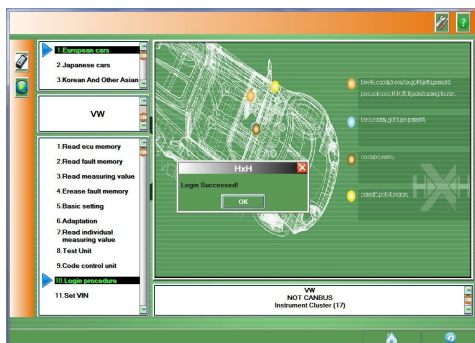 1.European cars
2.Japanese cars
3.Korean And Other Asian
VW
1.Read ecu memory
2.Read fault memory
3.Read measuring value
4.Erease fault memory
5.Basic setting
6.Adaptation
7.Read individual
measuring value
8.Test Unit
9.Code control unit
10.Login procedure
11.Set VIN
HxH
Login Successed!
OK
HXH
VW
NOT CANBUS
Instrument Cluster (17)